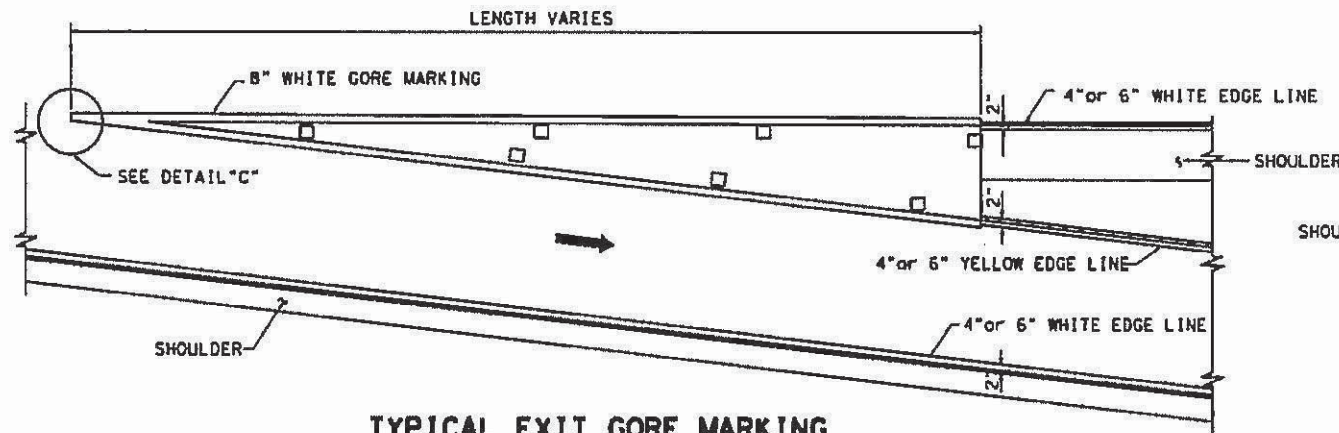 LENGTH VARIES
8" WHITE GORE MARKING
4"or 6" WHITE EDGE LINE
2"
SHOULDER
SEE DETAIL"C"
2"
SHOU
4"or 6" YELLOW EDGE LINE
4"or 6" WHITE EDGE LINE
SHOULDER
2"
TYPICAL EXIT GORE MARKING